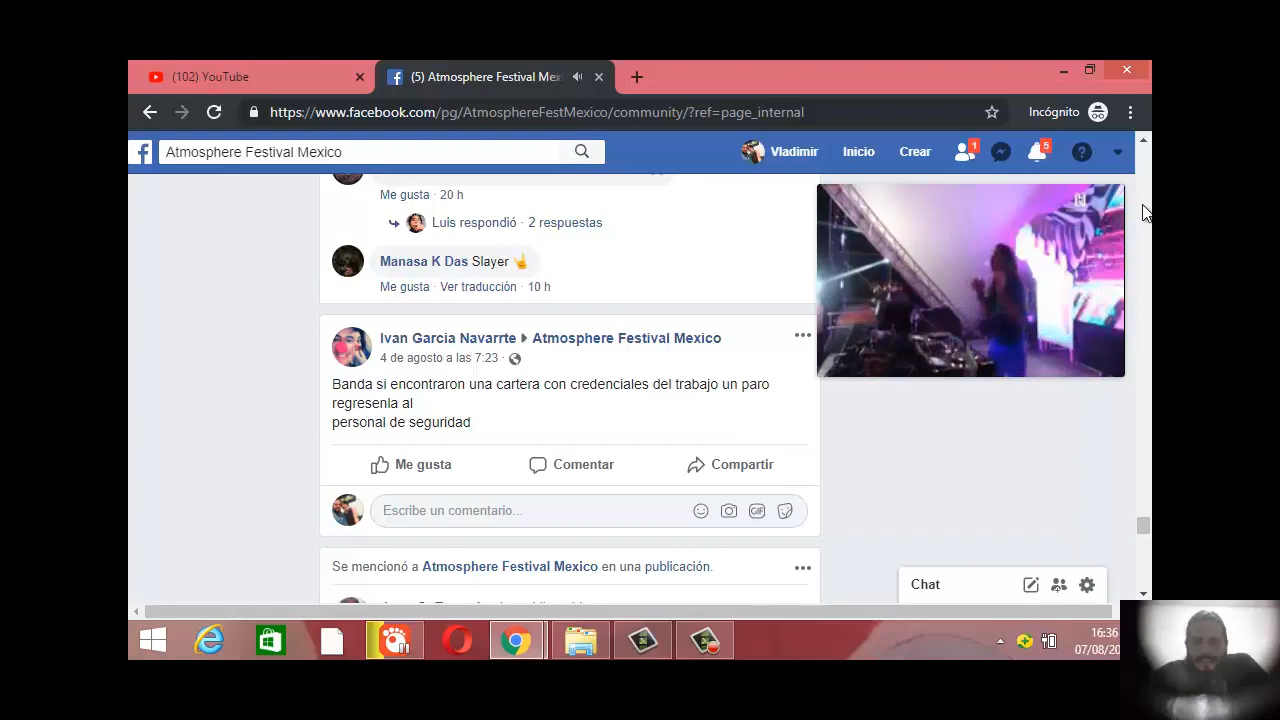 (102) YouTube
(5) Atmosphere Festival Mexi
https://www.facebook.com/pg/AtmosphereFestMexico/community/?ref=page_internal
Incógnito
Atmosphere Festival Mexico
Vladimir
Inicio
Crear
1
5
?
Me gusta · 20 h
Luis respondió · 2 respuestas
Manasa K Das Slayer
Me gusta · Ver traducción · 10 h
Ivan Garcia Navarrte Atmosphere Festival Mexico
4 de agosto a las 7:23 ·
Banda si encontraron una cartera con credenciales del trabajo un paro
regresenla al
personal de seguridad
Me gusta
Comentar
Compartir
Escribe un comentario...
GIF
Se mencionó a Atmosphere Festival Mexico en una publicación.
Chat
16:36
07/08/20